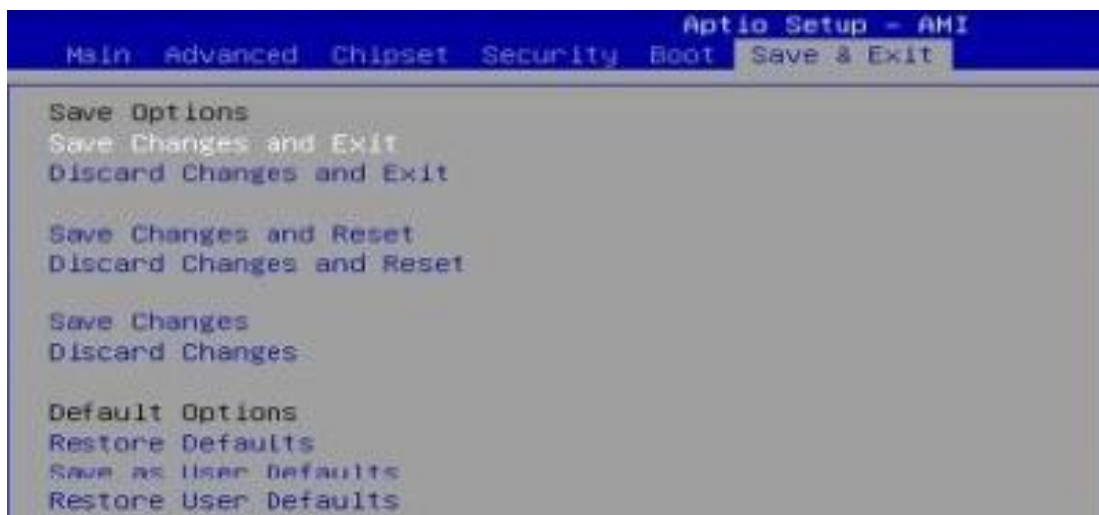 Aptio Setup - AMI
Main Advanced Chipset Security Boot Save & Exit
Save Options
Save Changes and Exit
Discard Changes and Exit
Save Changes and Reset
Discard Changes and Reset
Save Changes
Discard Changes
Default Options
Restore Defaults
Save as User Defaults
Restore User Defaults